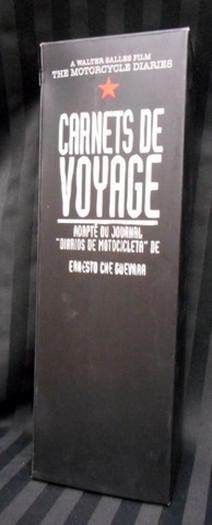 A WALTER SALLES FILM
THE MOTORCYCLE DIARIES
CARNETS DE
VOYAGE
ADAPTÉ DU JOURNAL
"DIARIOS DE MOTOCICLETA" DE
ERNESTO CHE GUEVARA